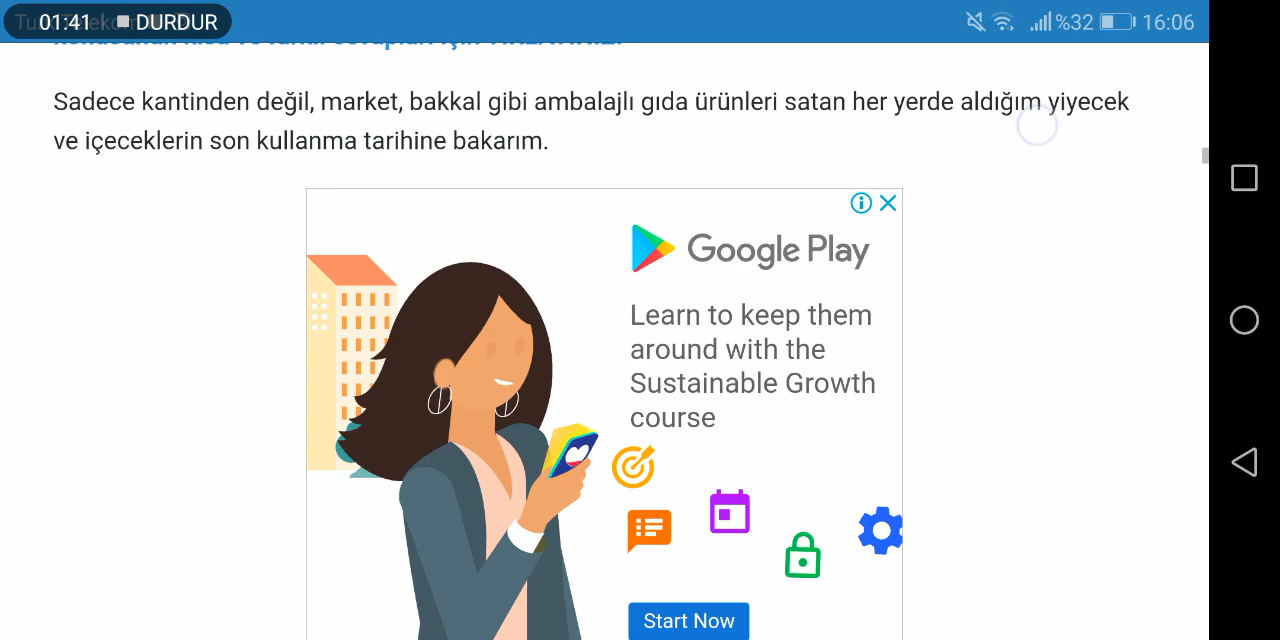 01:41 DURDUR %32 16:06
Sadece kantinden değil, market, bakkal gibi ambalajlı gıda ürünleri satan her yerde aldığım yiyecek
ve içeceklerin son kullanma tarihine bakarım.
Google Play
Learn to keep them
around with the
Sustainable Growth
course
Start Now